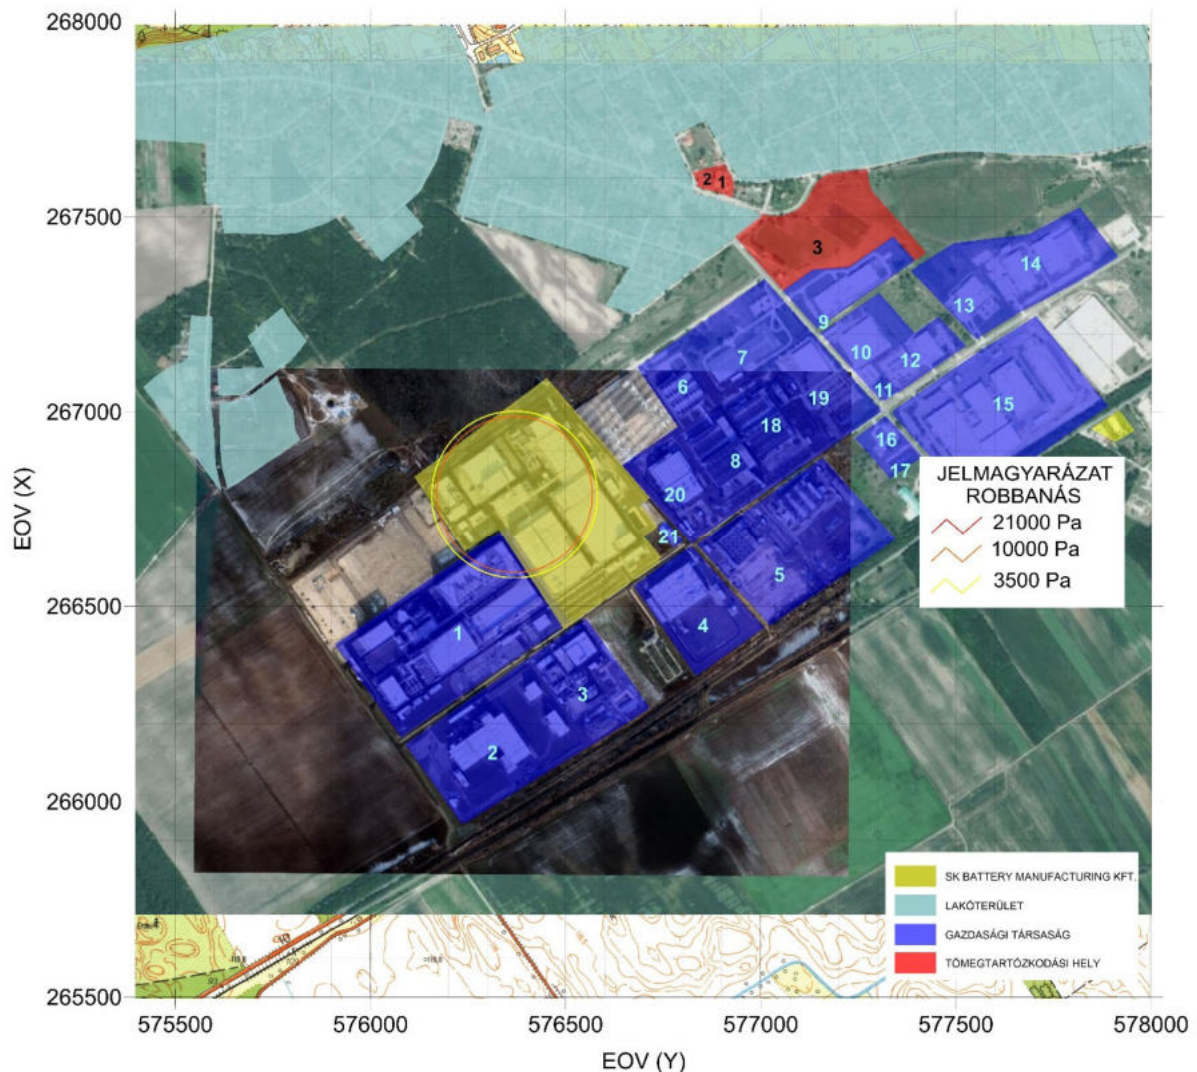 268000
267500
267000
266500
266000
265500
EOV (X)
2 1
3
14
13
9
10
12
11
7
6
19
15
18
16
8
17
20
21
5
4
1
3
2
JELMAGYARÁZAT
ROBBANÁS
21000 Pa
10000 Pa
3500 Pa
SK BATTERY MANUFACTURING KFT.
LAKÓTERÜLET
GAZDASÁGI TÁRSASÁG
TÖMEGTARTÓZKODÁSI HELY
575500 576000 576500 577000 577500 578000
EOV (Y)